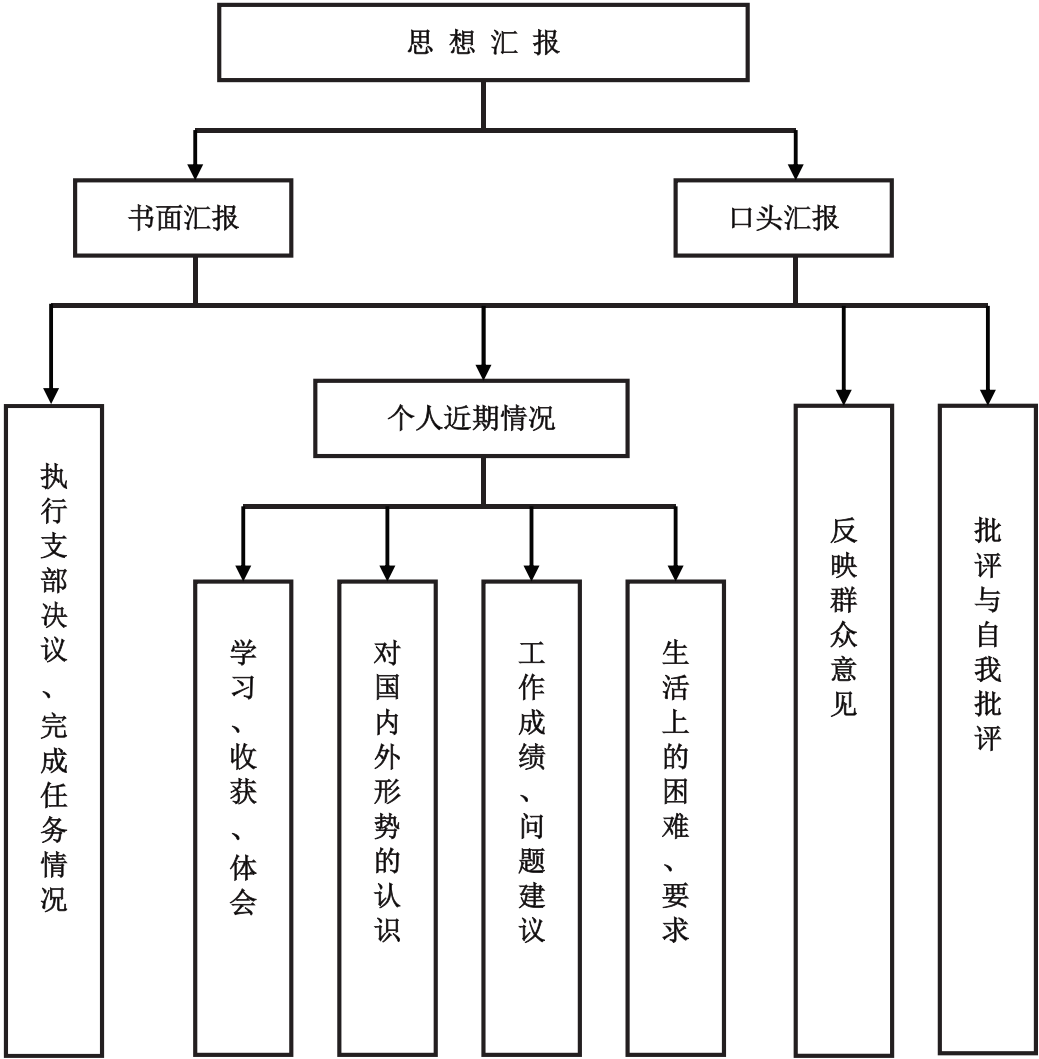 思想汇报
书面汇报
口头汇报
个人近期情况
执行支部决议、完成任务情况
学习、收获、体会
对国内外形势的认识
工作成绩、问题建议
生活上的困难、要求
反映群众意见
批评与自我批评